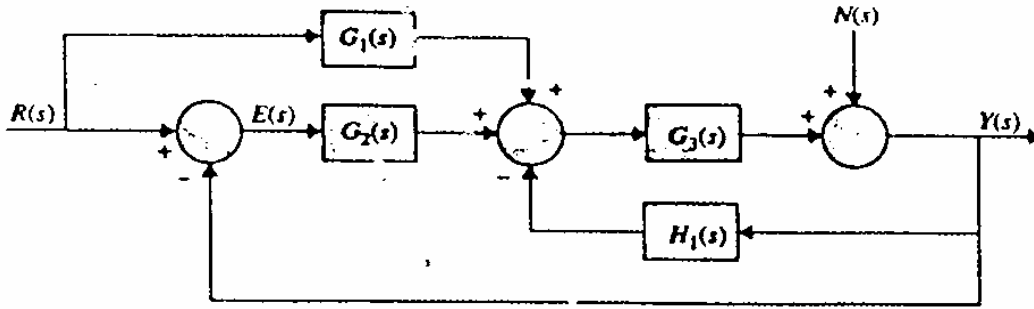 N(s)
G₁(s)
+
+
R(s)
E(s)
+
+
Y(s)
G₂(s)
G₃(s)
+
−
−
H₁(s)